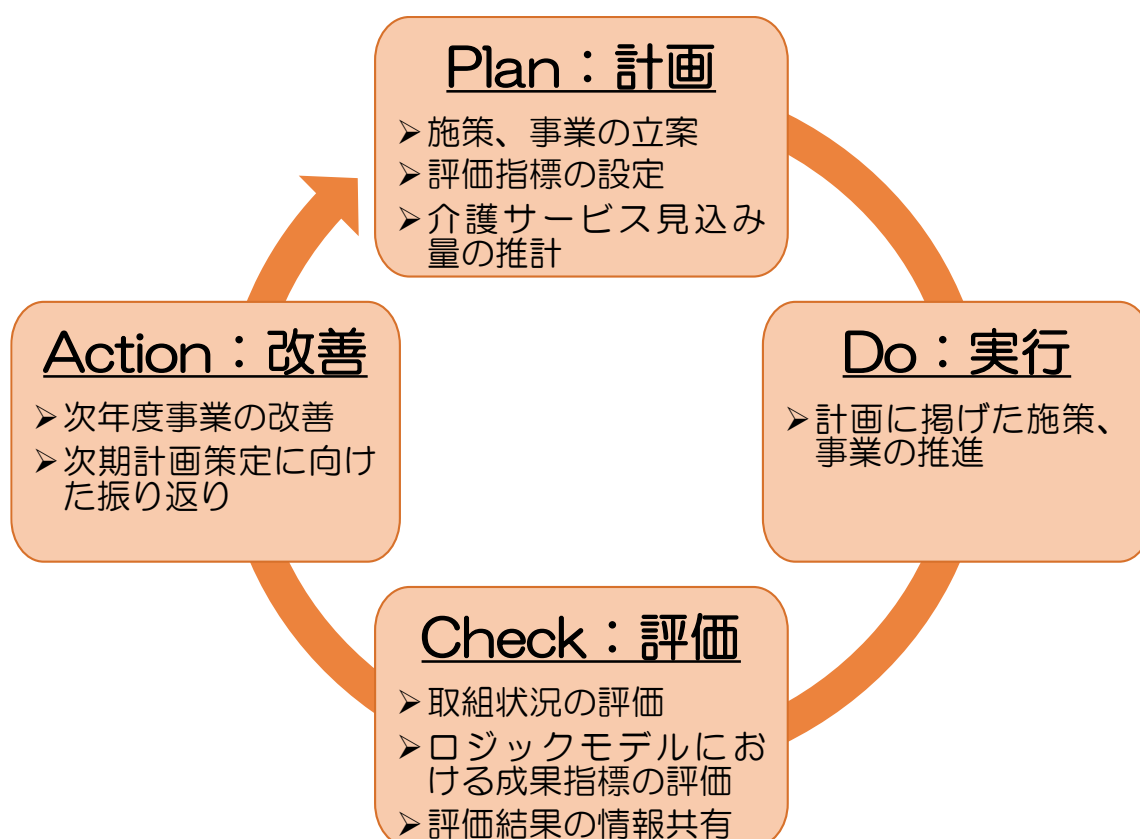 Plan：計画
➢施策、事業の立案
➢評価指標の設定
➢介護サービス見込み
量の推計
Do：実行
➢計画に掲げた施策、
事業の推進
Check：評価
➢取組状況の評価
➢ロジックモデルにお
ける成果指標の評価
➢評価結果の情報共有
Action：改善
➢次年度事業の改善
➢次期計画策定に向け
た振り返り